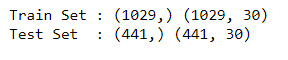 Train Set : (1029,) (1029, 30)
Test Set  : (441,) (441, 30)